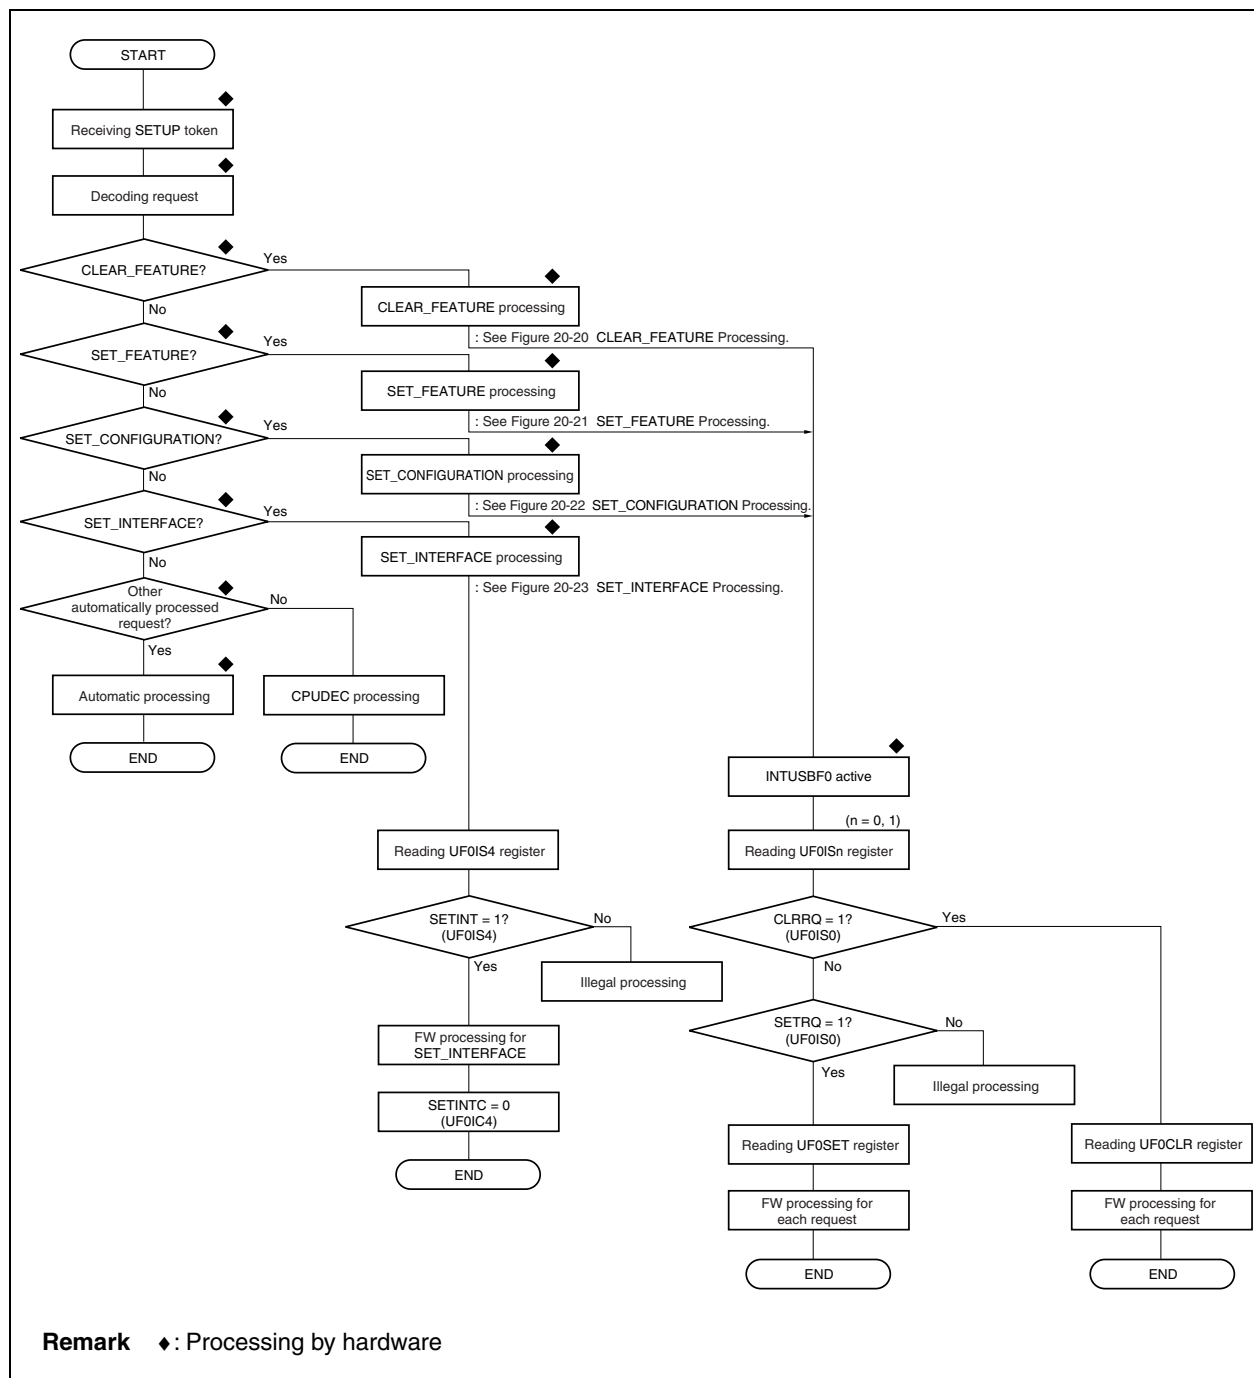 START
Receiving SETUP token
Decoding request
CLEAR_FEATURE?
Yes
No
CLEAR_FEATURE processing
: See Figure 20-20 CLEAR_FEATURE Processing.
SET_FEATURE?
Yes
No
SET_FEATURE processing
: See Figure 20-21 SET_FEATURE Processing.
SET_CONFIGURATION?
Yes
No
SET_CONFIGURATION processing
: See Figure 20-22 SET_CONFIGURATION Processing.
SET_INTERFACE?
Yes
No
SET_INTERFACE processing
: See Figure 20-23 SET_INTERFACE Processing.
Other
automatically processed
request?
No
Yes
Automatic processing
CPUDEC processing
END
END
INTUSBF0 active
(n = 0, 1)
Reading UF0IS4 register
Reading UF0ISn register
SETINT = 1?
(UF0IS4)
No
Yes
Illegal processing
CLRRQ = 1?
(UF0IS0)
Yes
No
SETRQ = 1?
(UF0IS0)
No
Yes
Illegal processing
FW processing for
SET_INTERFACE
SETINTC = 0
(UF0IC4)
END
Reading UF0SET register
Reading UF0CLR register
FW processing for
each request
FW processing for
each request
END
END
Remark ♦: Processing by hardware